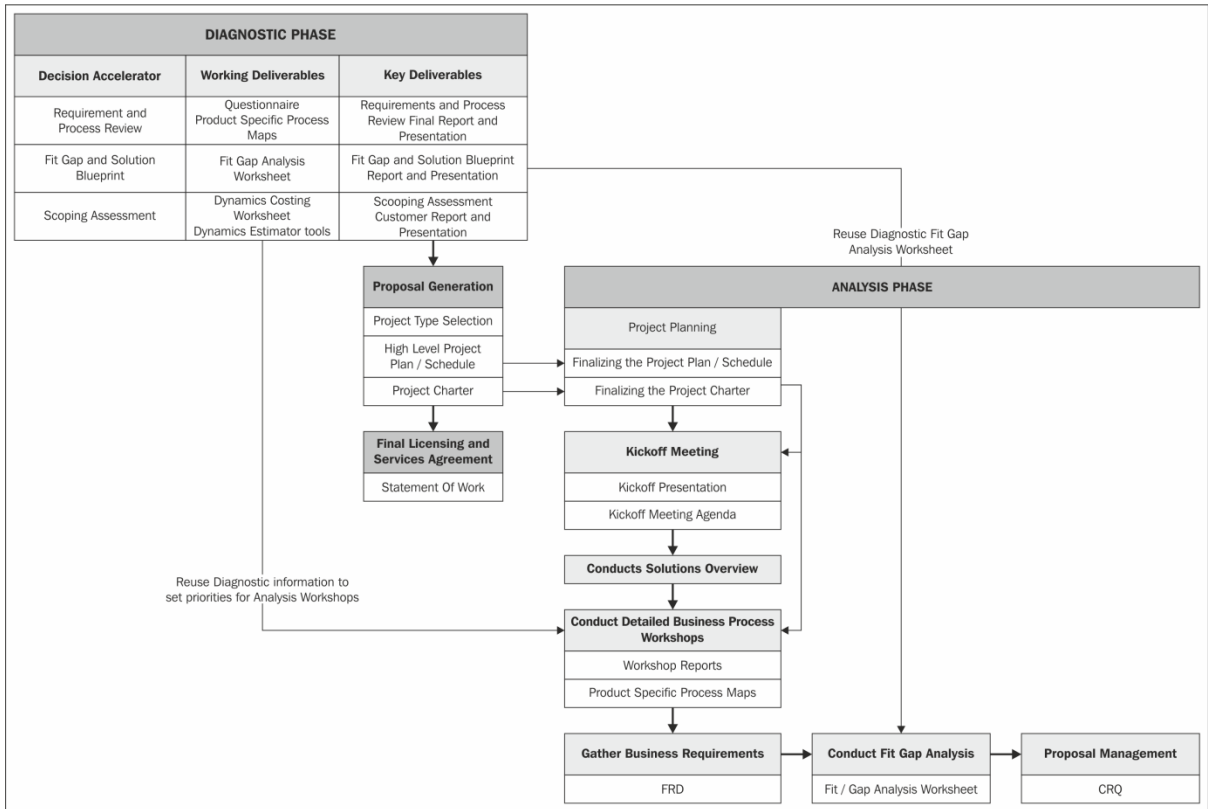 DIAGNOSTIC PHASE
Decision Accelerator
Working Deliverables
Key Deliverables
Requirement and
Process Review
Questionnaire
Product Specific Process
Maps
Requirements and Process
Review Final Report and
Presentation
Fit Gap and Solution
Blueprint
Fit Gap Analysis
Worksheet
Fit Gap and Solution Blueprint
Report and Presentation
Scoping Assessment
Dynamics Costing
Worksheet
Dynamics Estimator tools
Scooping Assessment
Customer Report and
Presentation
Reuse Diagnostic Fit Gap
Analysis Worksheet
Proposal Generation
Project Type Selection
High Level Project
Plan / Schedule
Project Charter
Final Licensing and
Services Agreement
Statement Of Work
ANALYSIS PHASE
Project Planning
Finalizing the Project Plan / Schedule
Finalizing the Project Charter
Kickoff Meeting
Kickoff Presentation
Kickoff Meeting Agenda
Conducts Solutions Overview
Reuse Diagnostic information to
set priorities for Analysis Workshops
Conduct Detailed Business Process
Workshops
Workshop Reports
Product Specific Process Maps
Gather Business Requirements
FRD
Conduct Fit Gap Analysis
Fit / Gap Analysis Worksheet
Proposal Management
CRQ